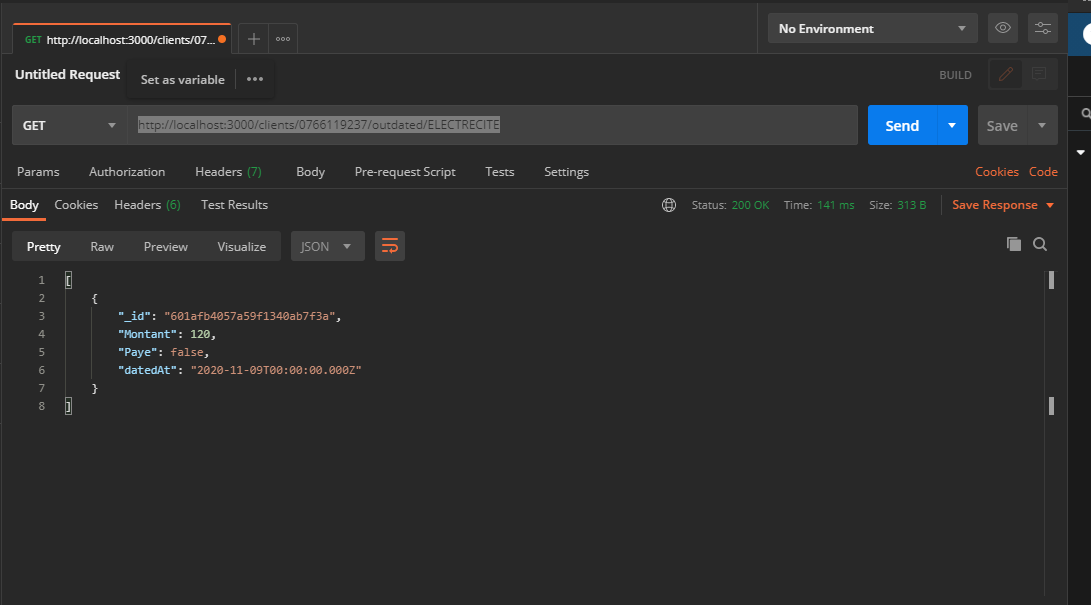 GET http://localhost:3000/clients/07...
No Environment
Untitled Request
Set as variable
BUILD
GET
http://localhost:3000/clients/0766119237/outdated/ELECTRECITE
Send
Save
Params Authorization Headers (7) Body Pre-request Script Tests Settings Cookies Code
Body Cookies Headers (6) Test Results Status: 200 OK Time: 141 ms Size: 313 B Save Response
Pretty Raw Preview Visualize JSON
1 [
2 {
3 "_id": "601afb4057a59f1340ab7f3a",
4 "Montant": 120,
5 "Paye": false,
6 "datedAt": "2020-11-09T00:00:00.000Z"
7 }
8 ]